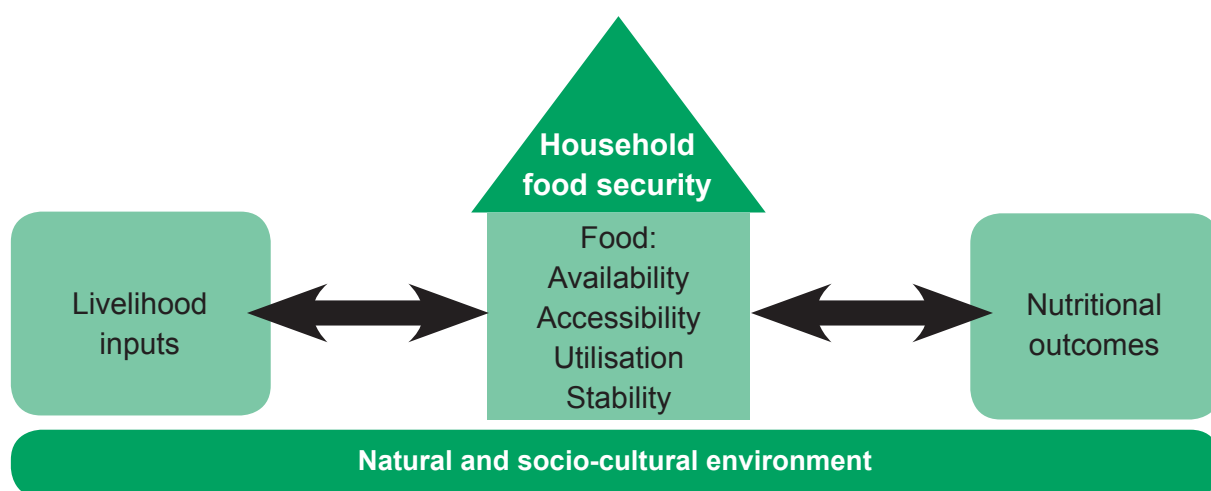 Household
food security
Livelihood
inputs
Food:
Availability
Accessibility
Utilisation
Stability
Nutritional
outcomes
Natural and socio-cultural environment